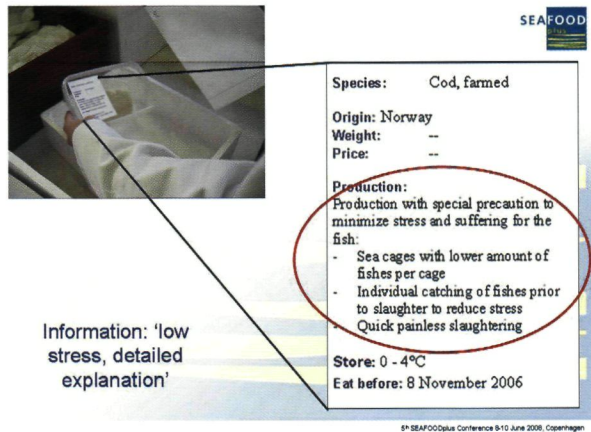 SEAFOOD
plus
Species: Cod, farmed
Origin: Norway
Weight: --
Price: --
Production:
Production with special precaution to
minimize stress and suffering for the
fish:
- Sea cages with lower amount of
fishes per cage
- Individual catching of fishes prior
to slaughter to reduce stress
- Quick painless slaughtering
Store: 0 - 4°C
Eat before: 8 November 2006
Information: 'low
stress, detailed
explanation'
5th SEAFOODplus Conference 8-10 June 2008, Copenhagen